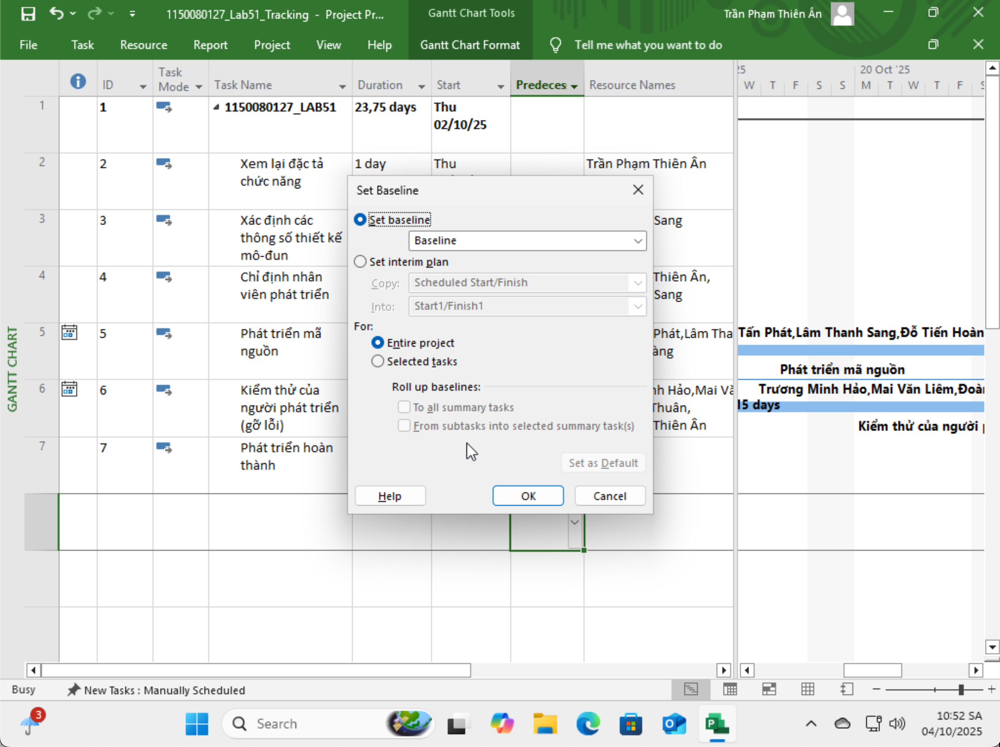 1150080127_Lab51_Tracking - Project Pr...
Gantt Chart Tools
Trần Phạm Thiên Ân
File Task Resource Report Project View Help Gantt Chart Format Tell me what you want to do
ID Task Mode Task Name Duration Start Predeces Resource Names
20 Oct '25
W T F S S M T W T F
1 1 1150080127_LAB51 23,75 days Thu 02/10/25
2 2 Xem lại đặc tả chức năng 1 day Thu Trần Phạm Thiên Ân
3 3 Xác định các thông số thiết kế mô-đun Sang
4 4 Chỉ định nhân viên phát triển Thiên Ân, Sang
5 5 Phát triển mã nguồn Phát,Lâm Tha
Tấn Phát,Lâm Thanh Sang,Đỗ Tiến Hoàn
Phát triển mã nguồn
6 6 Kiểm thử của người phát triển (gỡ lỗi) Thuân, Thiên Ân
Trương Minh Hảo,Mai Văn Liêm,Đoàn
15 days
Kiểm thử của người
7 7 Phát triển hoàn thành
GANTT CHART
Set Baseline
Set baseline
Baseline
Set interim plan
Copy: Scheduled Start/Finish
Into: Start1/Finish1
For:
Entire project
Selected tasks
Roll up baselines:
To all summary tasks
From subtasks into selected summary task(s)
Set as Default
Help OK Cancel
Busy New Tasks : Manually Scheduled
3
Search
10:52 SA
04/10/2025